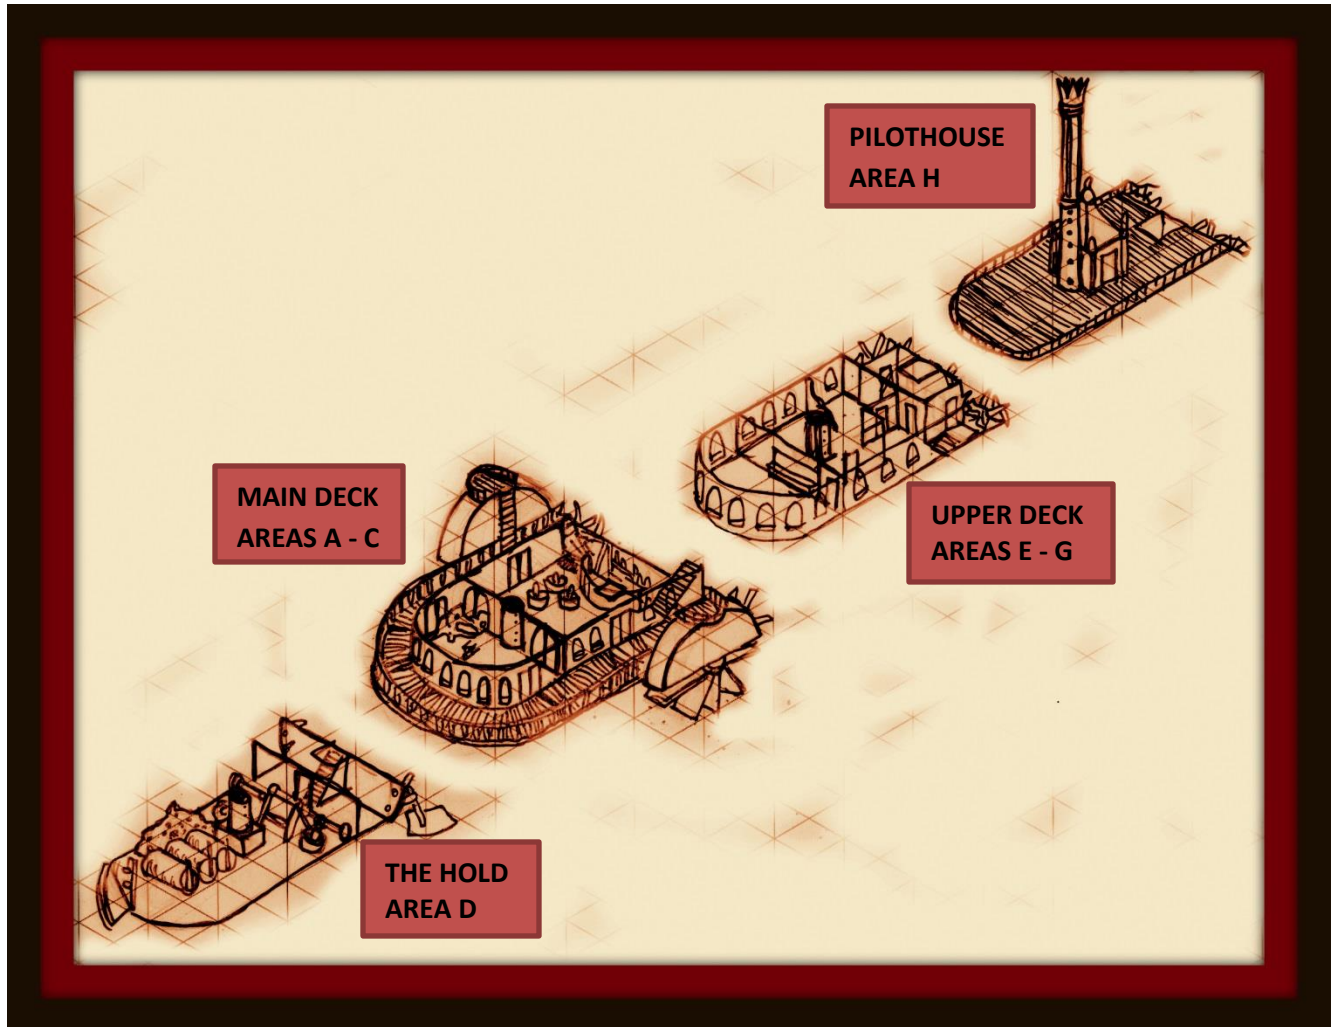 PILOTHOUSE
AREA H
MAIN DECK
AREAS A - C
UPPER DECK
AREAS E - G
THE HOLD
AREA D